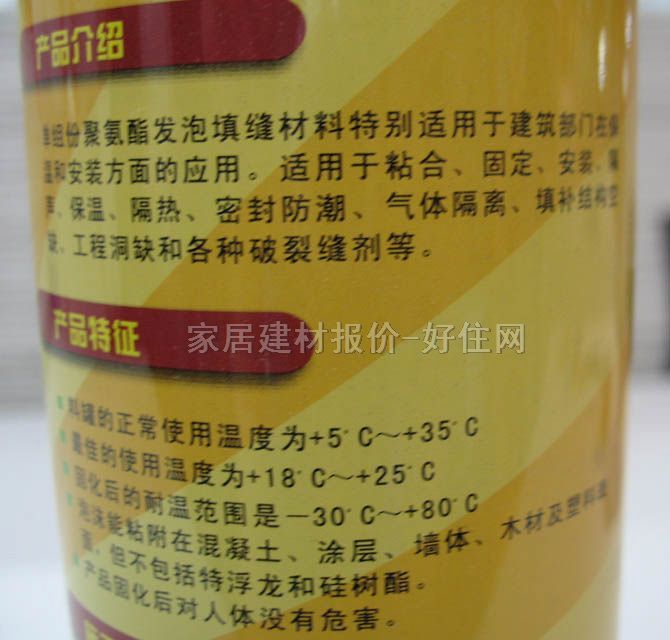 产品介绍
单组份聚氨酯发泡填缝材料特别适用于建筑部门在保
温和安装方面的应用。适用于粘合、固定、安装、隔
声、保温、隔热、密封防潮、气体隔离、填补结构空
缺、工程洞缺和各种破裂缝剂等。
产品特征
家居建材报价-好住网
料罐的正常使用温度为+5°C～+35°C
最佳的使用温度为+18°C～+25°C
固化后的耐温范围是－30°C～+80°C
泡沫能粘附在混凝土、涂层、墙体、木材及塑料表
面，但不包括特浮龙和硅树酯。
产品固化后对人体没有危害。